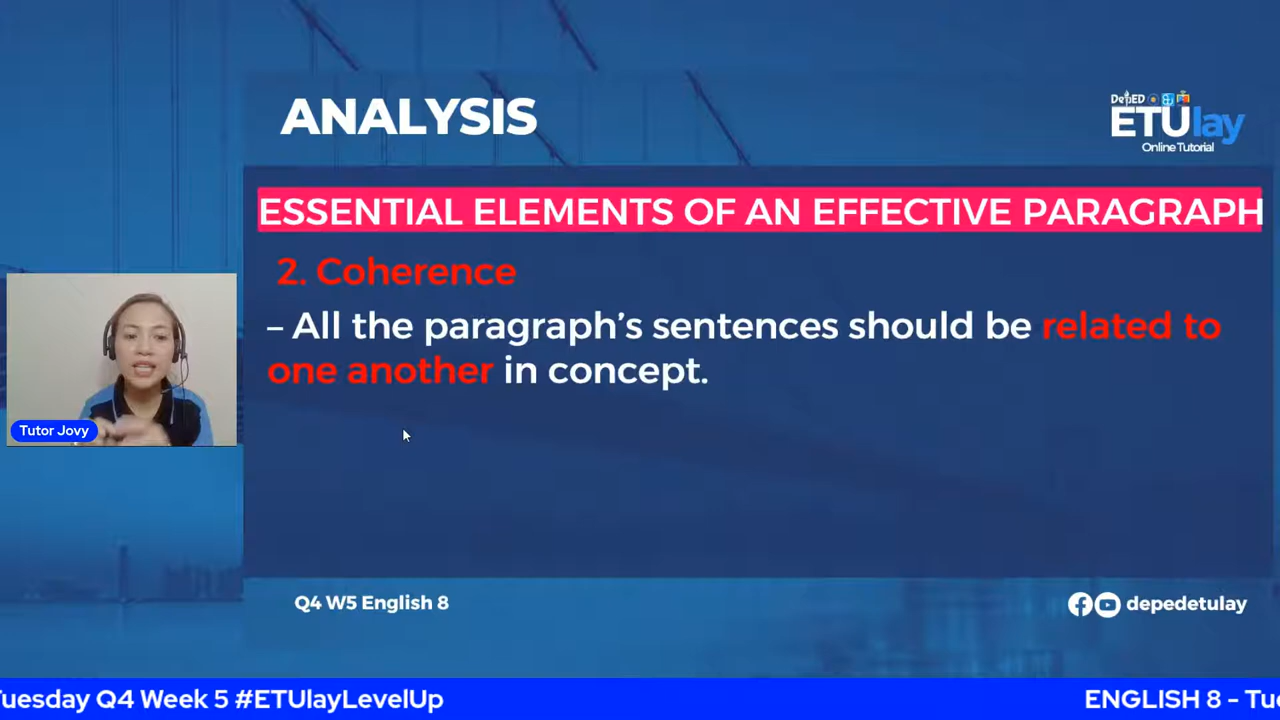 ANALYSIS
DepED
ETUlay
Online Tutorial
ESSENTIAL ELEMENTS OF AN EFFECTIVE PARAGRAPH
2. Coherence
– All the paragraph's sentences should be related to
one another in concept.
Tutor Jovy
Q4 W5 English 8
depedetulay
Tuesday Q4 Week 5 #ETUlayLevelUp
ENGLISH 8 – Tue